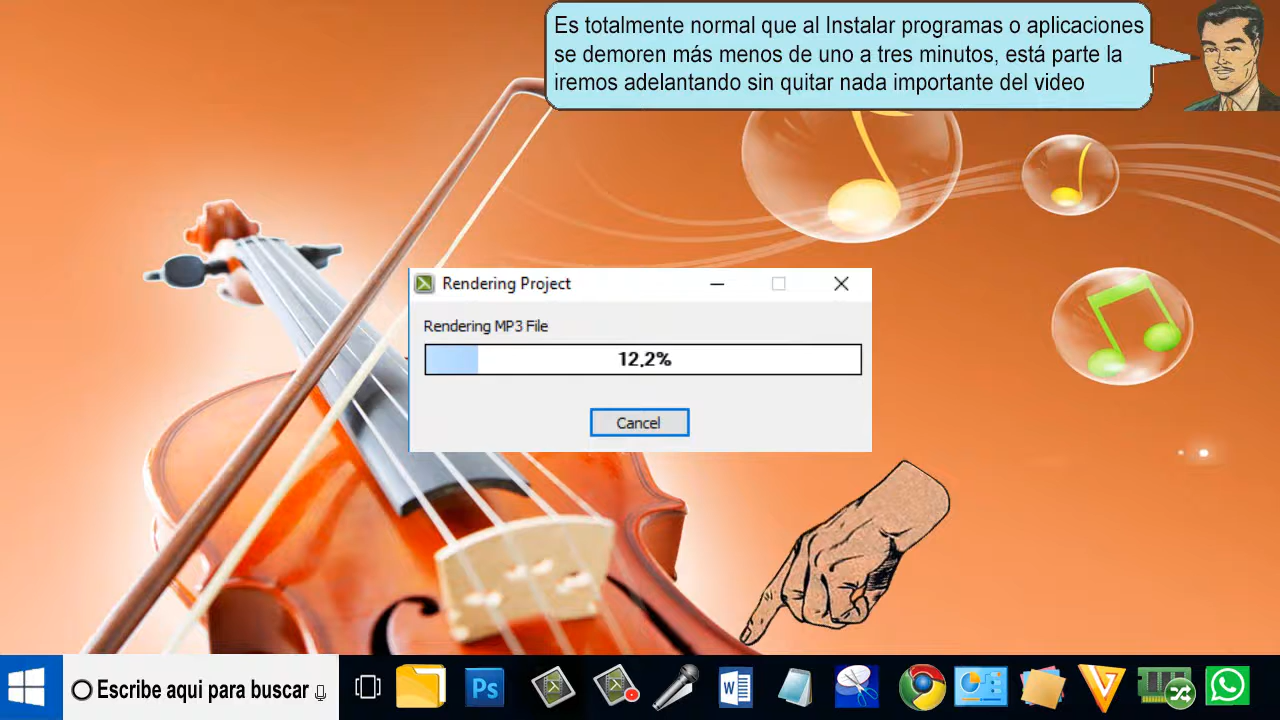 Es totalmente normal que al Instalar programas o aplicaciones
se demoren más menos de uno a tres minutos, está parte la
iremos adelantando sin quitar nada importante del video
Rendering Project
Rendering MP3 File
12,2%
Cancel
Escribe aqui para buscar
Ps
W